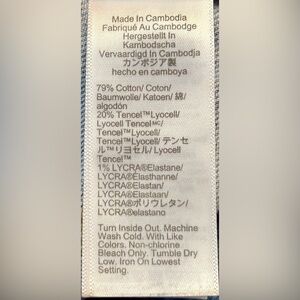 Made In Cambodia
Fabriqué Au Cambodge
Hergestellt In
Kambodscha
Vervaardigd In Cambodja
カンボジア製
hecho en camboya
79% Cotton/ Coton/
Baumwolle/ Katoen/ 綿/
algodón
20% Tencel™Lyocell/
Lyocell Tencelᴹᶜ/
Tencel™Lyocell/
Tencel™Lyocell/ テンセ
ル™リヨセル/ Lyocell
Tencel™
1% LYCRA®Elastane/
LYCRA®Élasthanne/
LYCRA®Elastan/
LYCRA®Elastaan/
LYCRA®ポリウレタン/
LYCRA®elastano
Turn Inside Out. Machine
Wash Cold. With Like
Colors. Non-chlorine
Bleach Only. Tumble Dry
Low. Iron On Lowest
Setting.